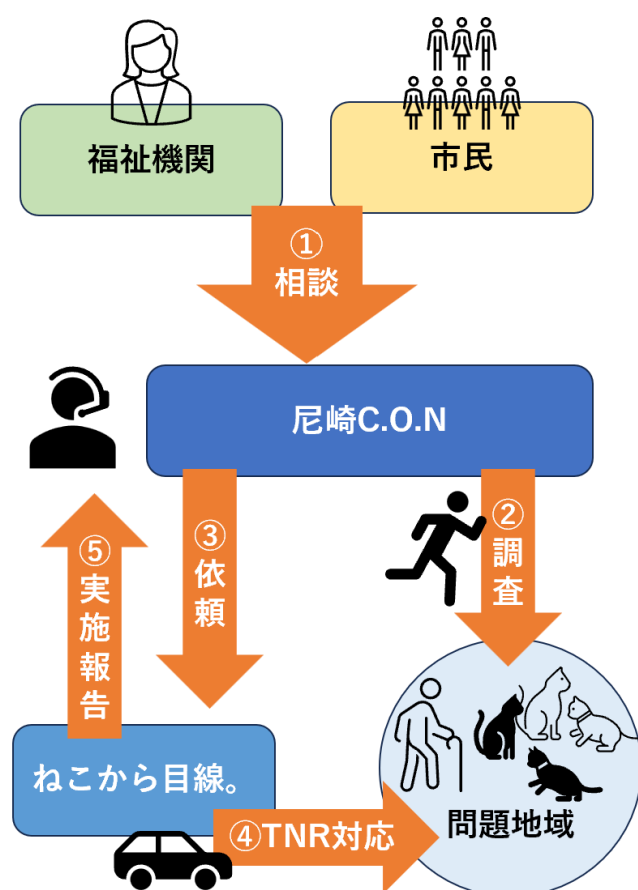 福祉機関
市民
①
相談
尼崎C.O.N
②調査
③依頼
⑤実施報告
ねこから目線。
④TNR対応
問題地域